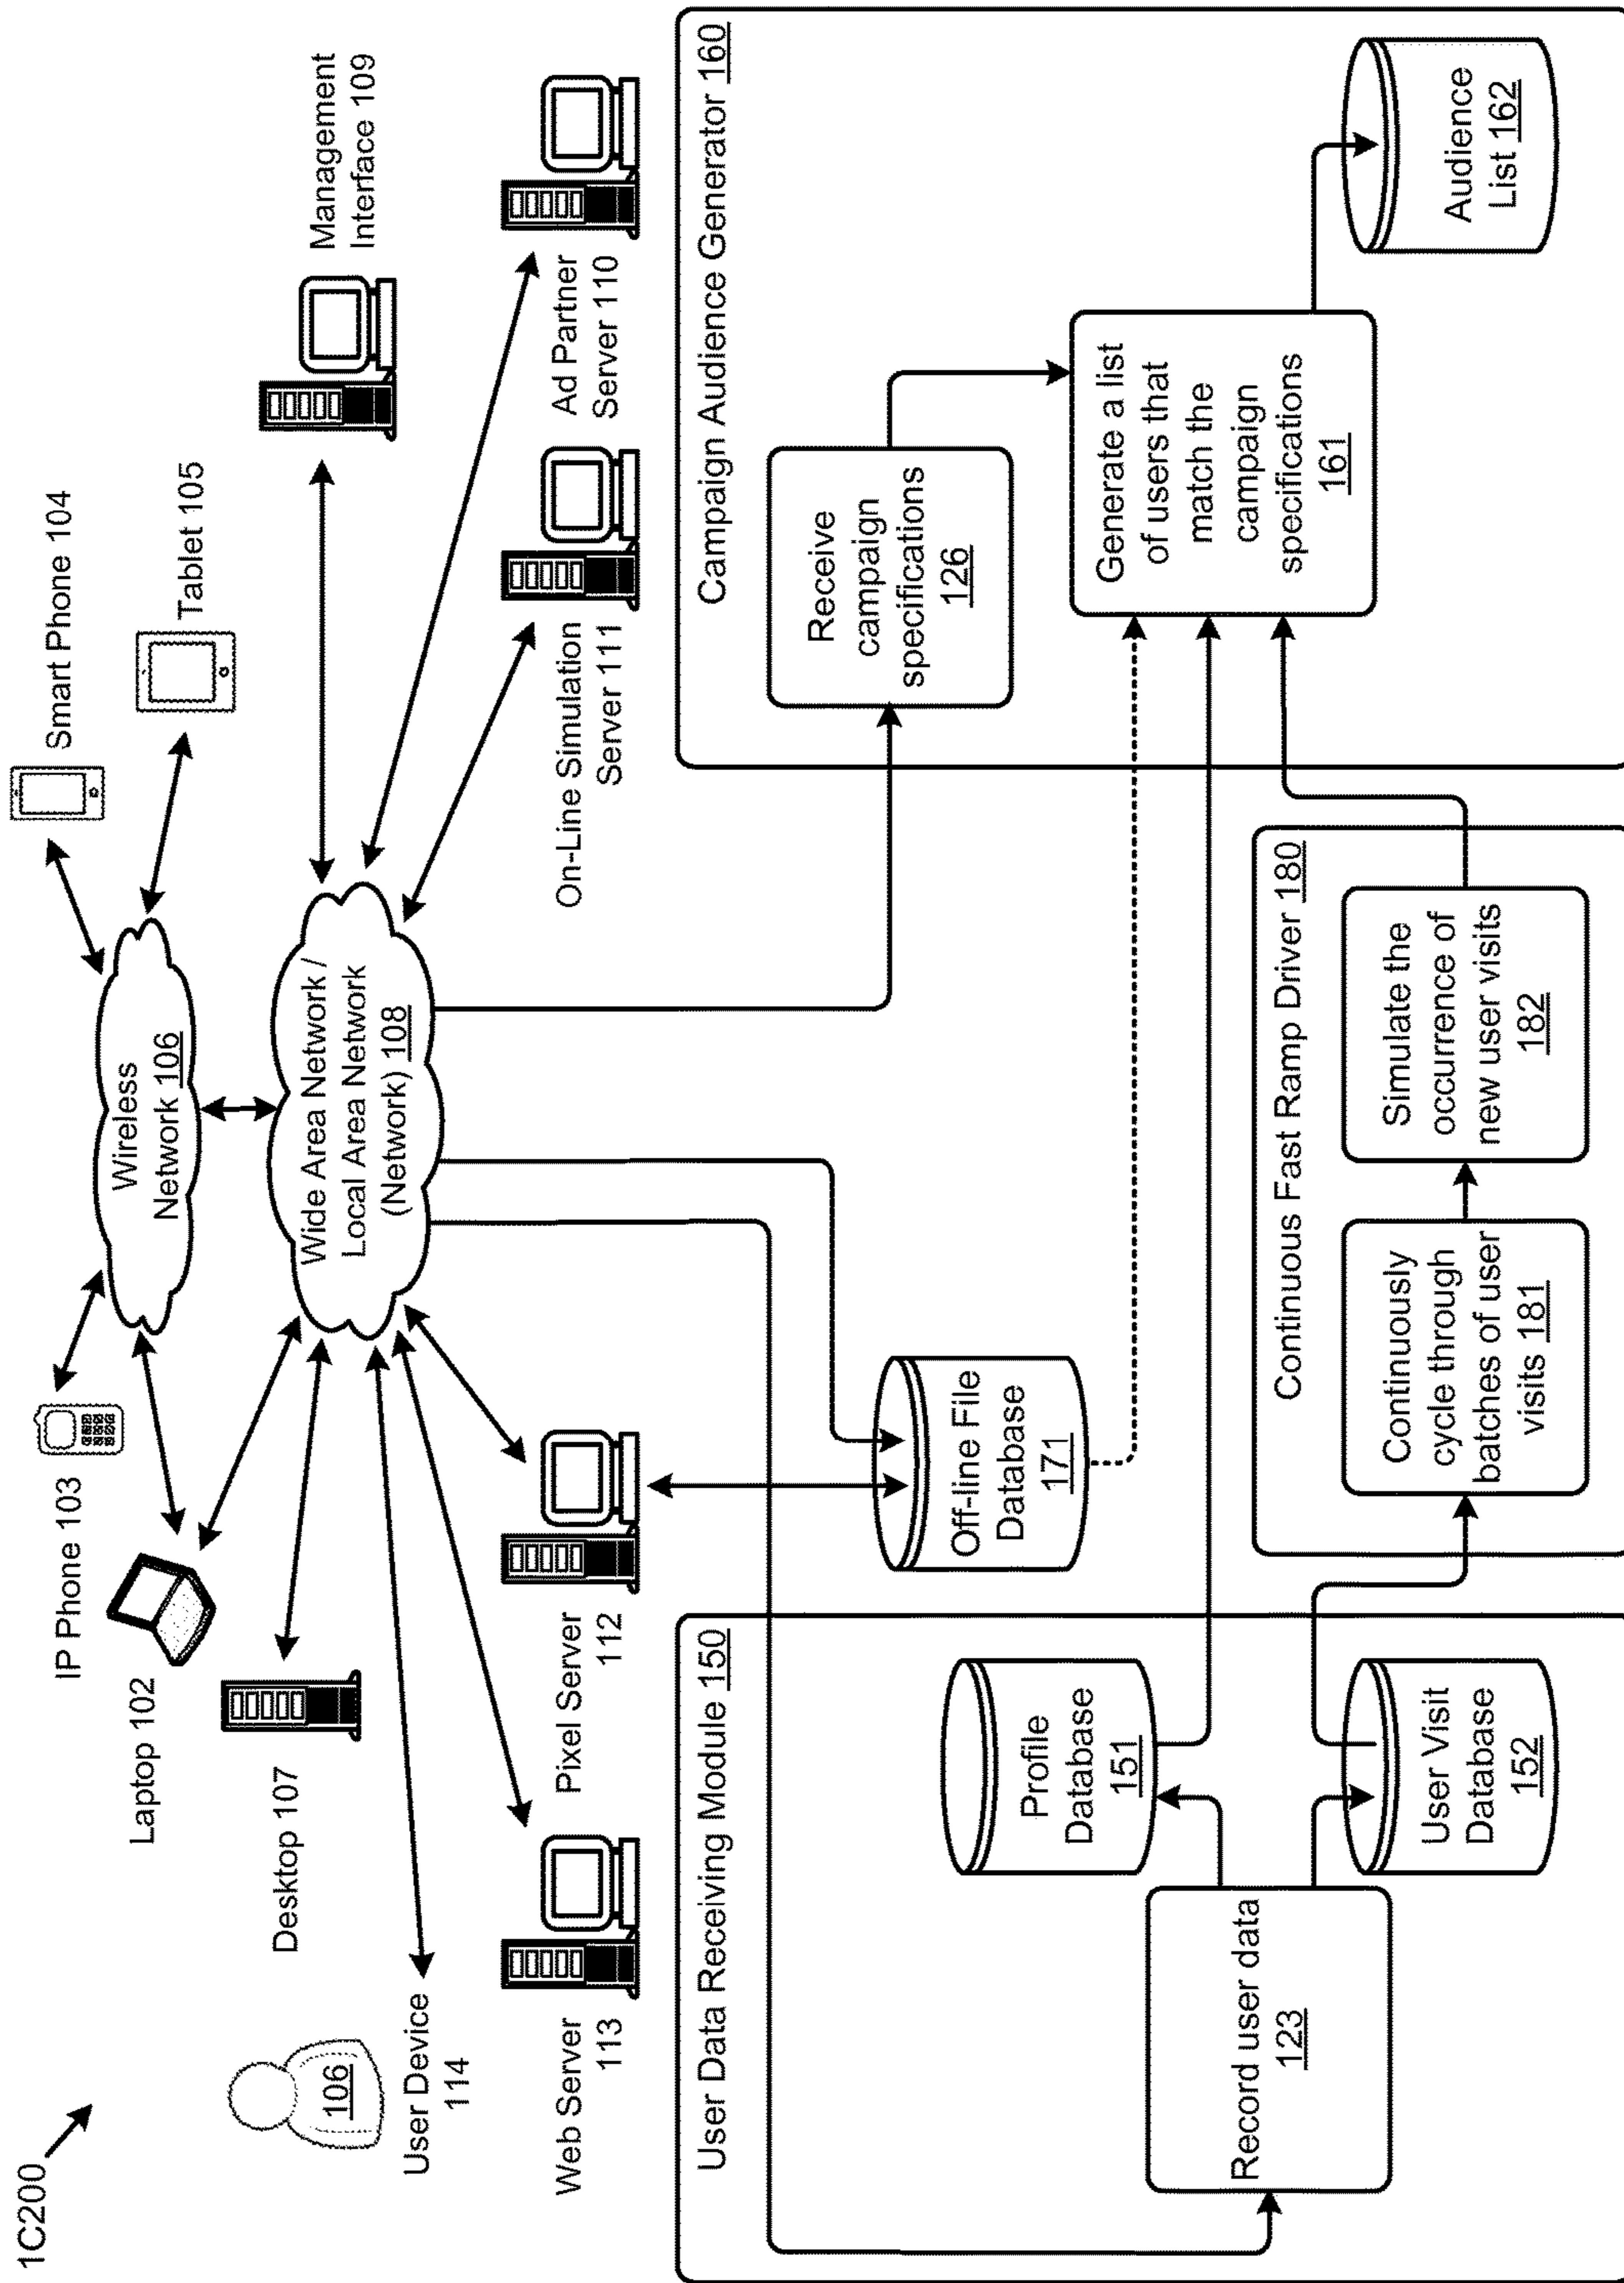 1C200
Smart Phone 104
Tablet 105
IP Phone 103
Laptop 102
Wireless
Network 106
Management
Interface 109
Desktop 107
106
User Device
114
Wide Area Network /
Local Area Network
(Network) 108
Web Server
113
Pixel Server
112
On-Line Simulation
Server 111
Ad Partner
Server 110
User Data Receiving Module 150
Record user data
123
Profile
Database
151
User Visit
Database
152
Off-line File
Database
171
Continuous Fast Ramp Driver 180
Continuously
cycle through
batches of user
visits 181
Simulate the
occurrence of
new user visits
182
Campaign Audience Generator 160
Receive
campaign
specifications
126
Generate a list
of users that
match the
campaign
specifications
161
Audience
List 162